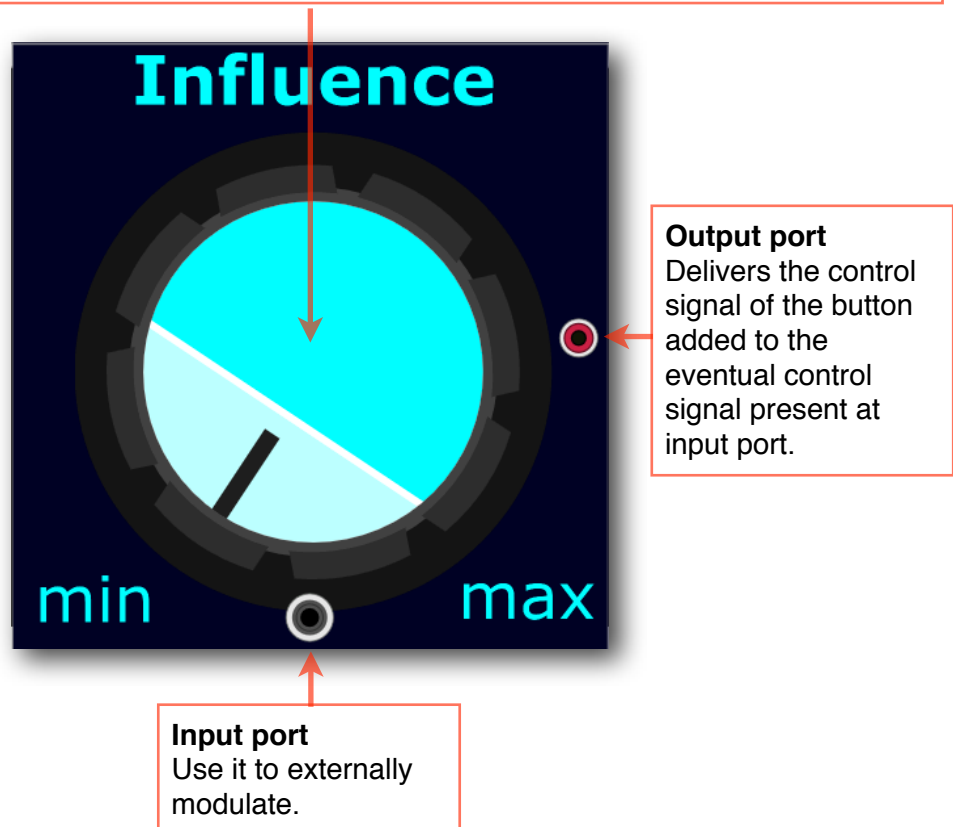 Influence
Output port
Delivers the control
signal of the button
added to the
eventual control
signal present at
input port.
min
max
Input port
Use it to externally
modulate.